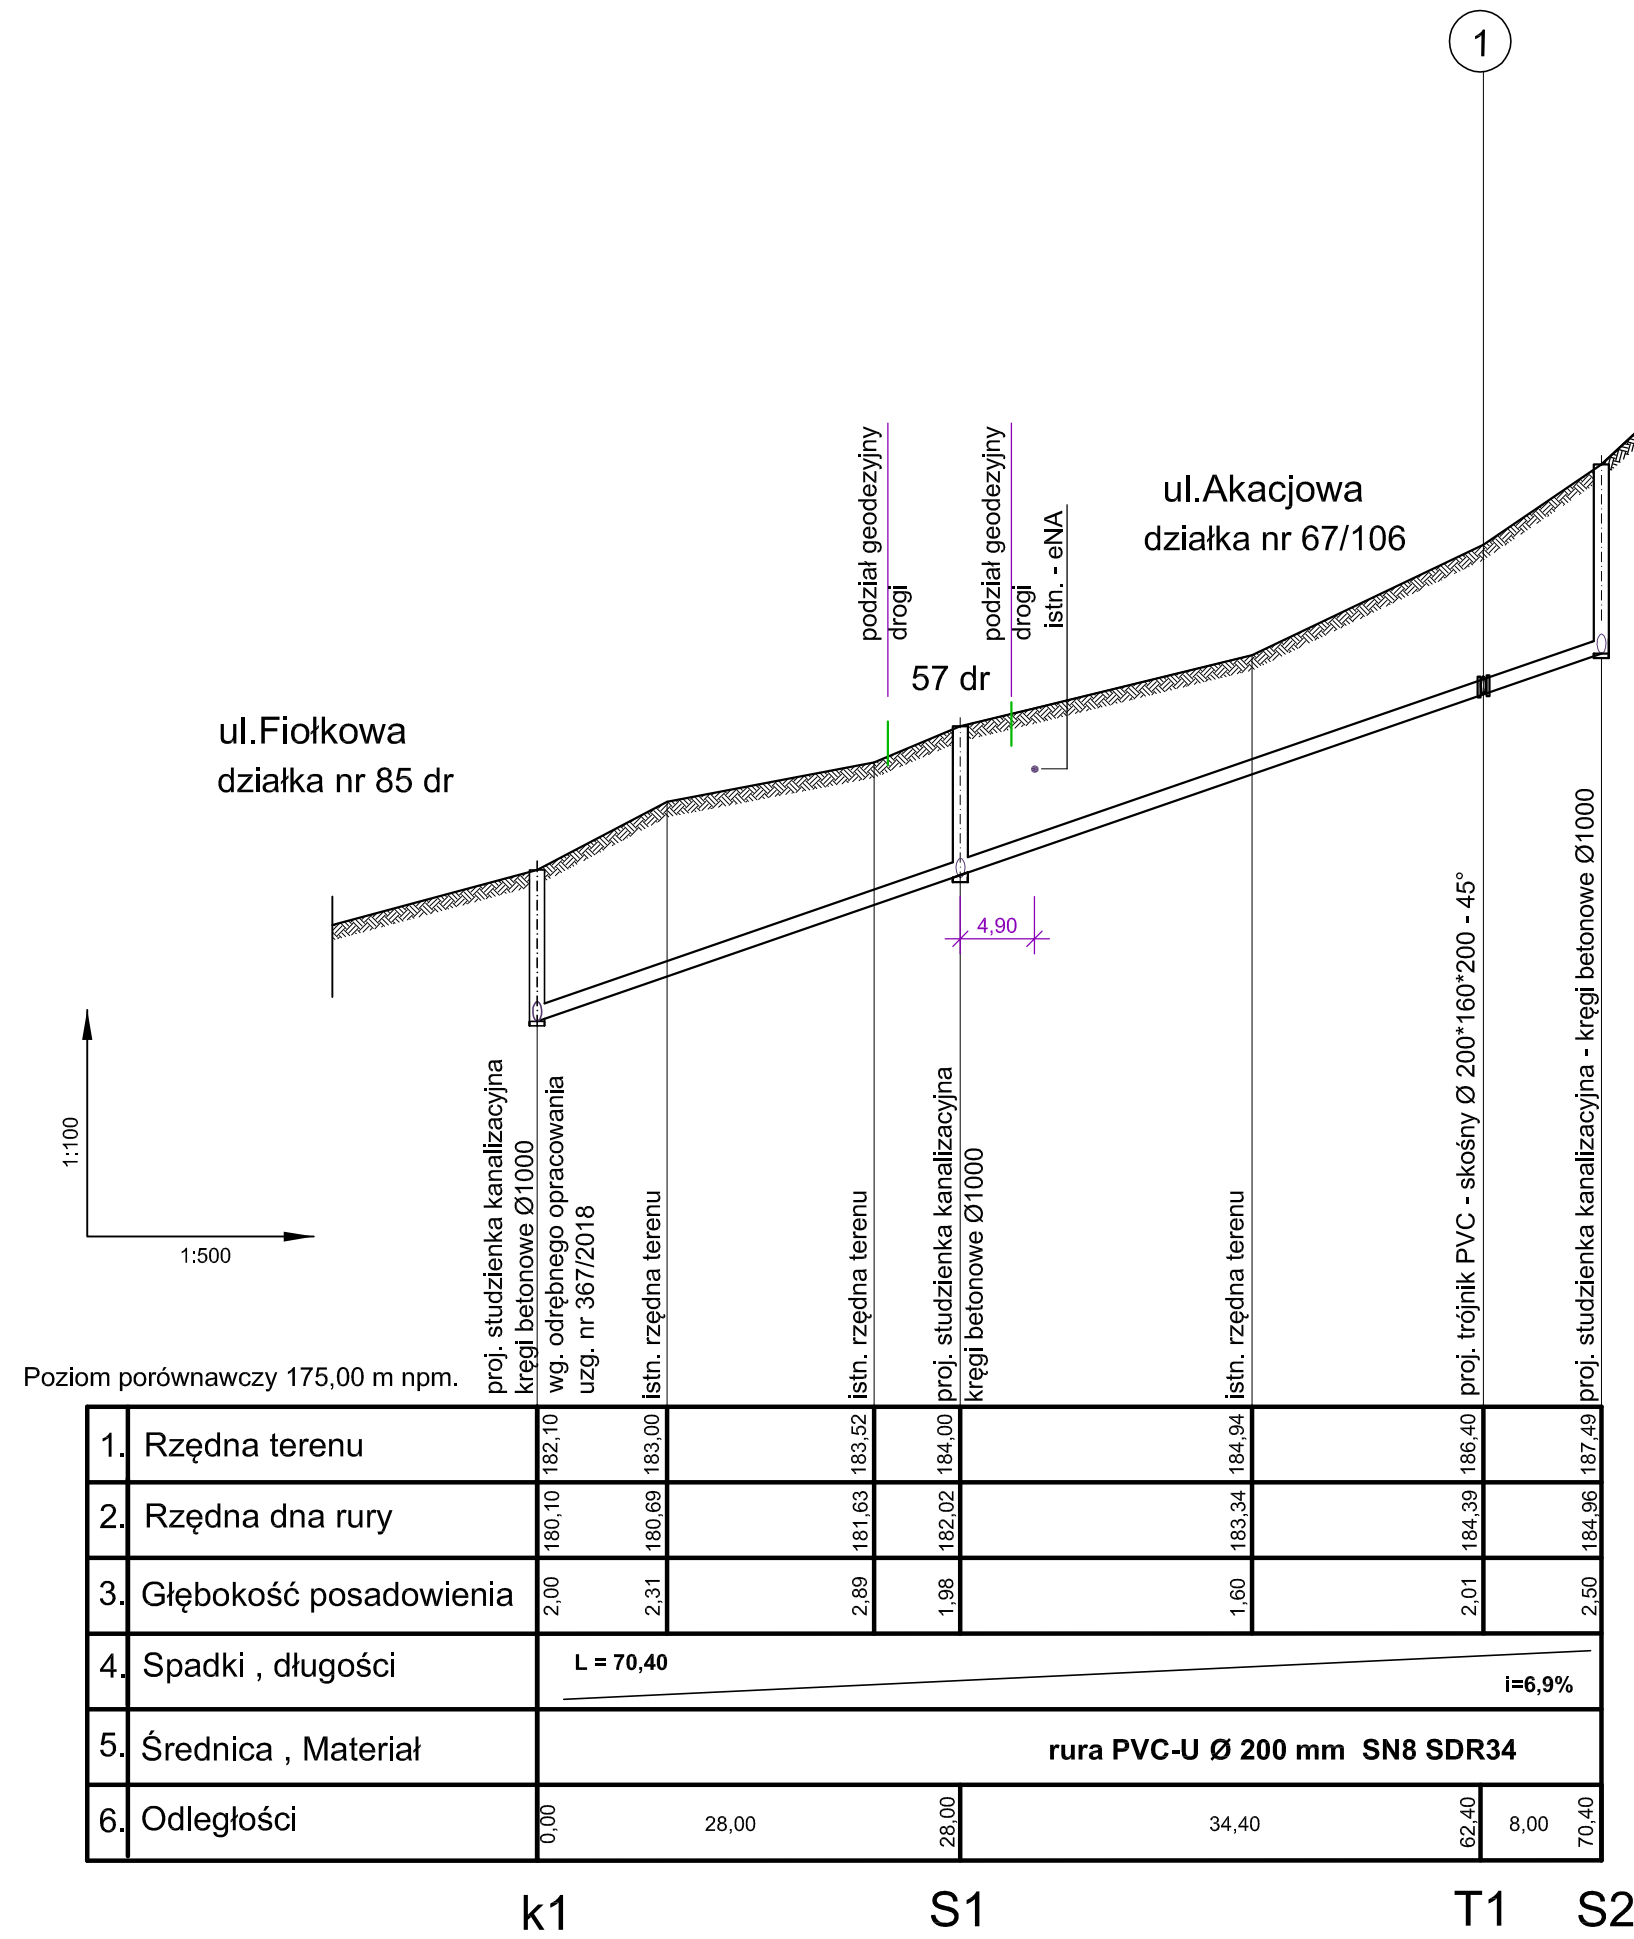 1
podział geodezyjny
drogi
podział geodezyjny
drogi
istn. - eNA
ul.Akacjowa
działka nr 67/106
57 dr
ul.Fiołkowa
działka nr 85 dr
4,90
1:100
1:500
proj. studzienka kanalizacyjna
kręgi betonowe Ø1000
wg. odrębnego opracowania
uzg. nr 367/2018
istn. rzędna terenu
istn. rzędna terenu
proj. studzienka kanalizacyjna
kręgi betonowe Ø1000
istn. rzędna terenu
proj. trójnik PVC - skośny Ø 200*160*200 - 45°
proj. studzienka kanalizacyjna - kręgi betonowe Ø1000
Poziom porównawczy 175,00 m npm.
1. Rzędna terenu 182,10 183,00 183,52 184,00 184,94 186,40 187,49
2. Rzędna dna rury 180,10 180,69 181,63 182,02 183,34 184,39 184,96
3. Głębokość posadowienia 2,00 2,31 2,89 1,98 1,60 2,01 2,50
4. Spadki , długości L = 70,40 i=6,9%
5. Średnica , Materiał rura PVC-U Ø 200 mm SN8 SDR34
6. Odległości 0,00 28,00 28,00 34,40 62,40 8,00 70,40
k1 S1 T1 S2